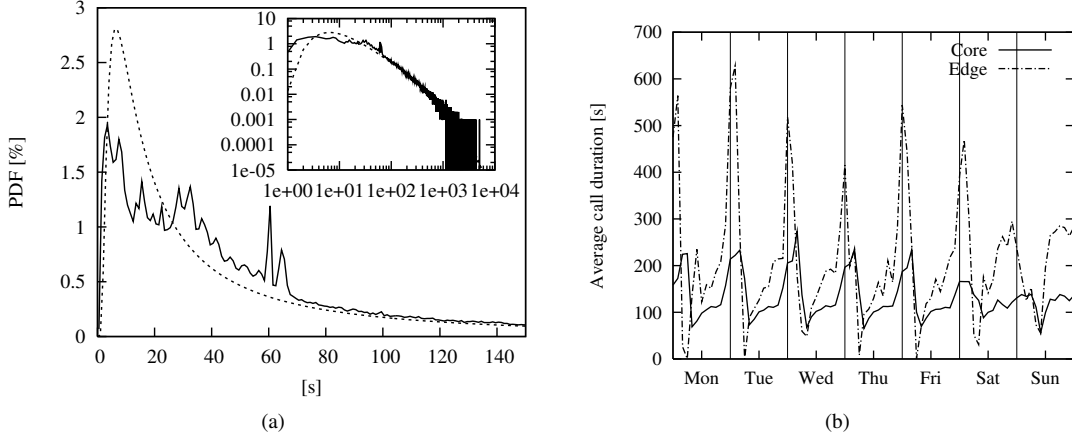 3
2.5
2
1.5
1
0.5
0
PDF [%]
0 20 40 60 80 100 120 140
[s]
10
1
0.1
0.01
0.001
0.0001
1e-05
1e+00 1e+01 1e+02 1e+03 1e+04
(a)
700
600
500
400
300
200
100
0
Average call duration [s]
Core
Edge
Mon Tue Wed Thu Fri Sat Sun
(b)